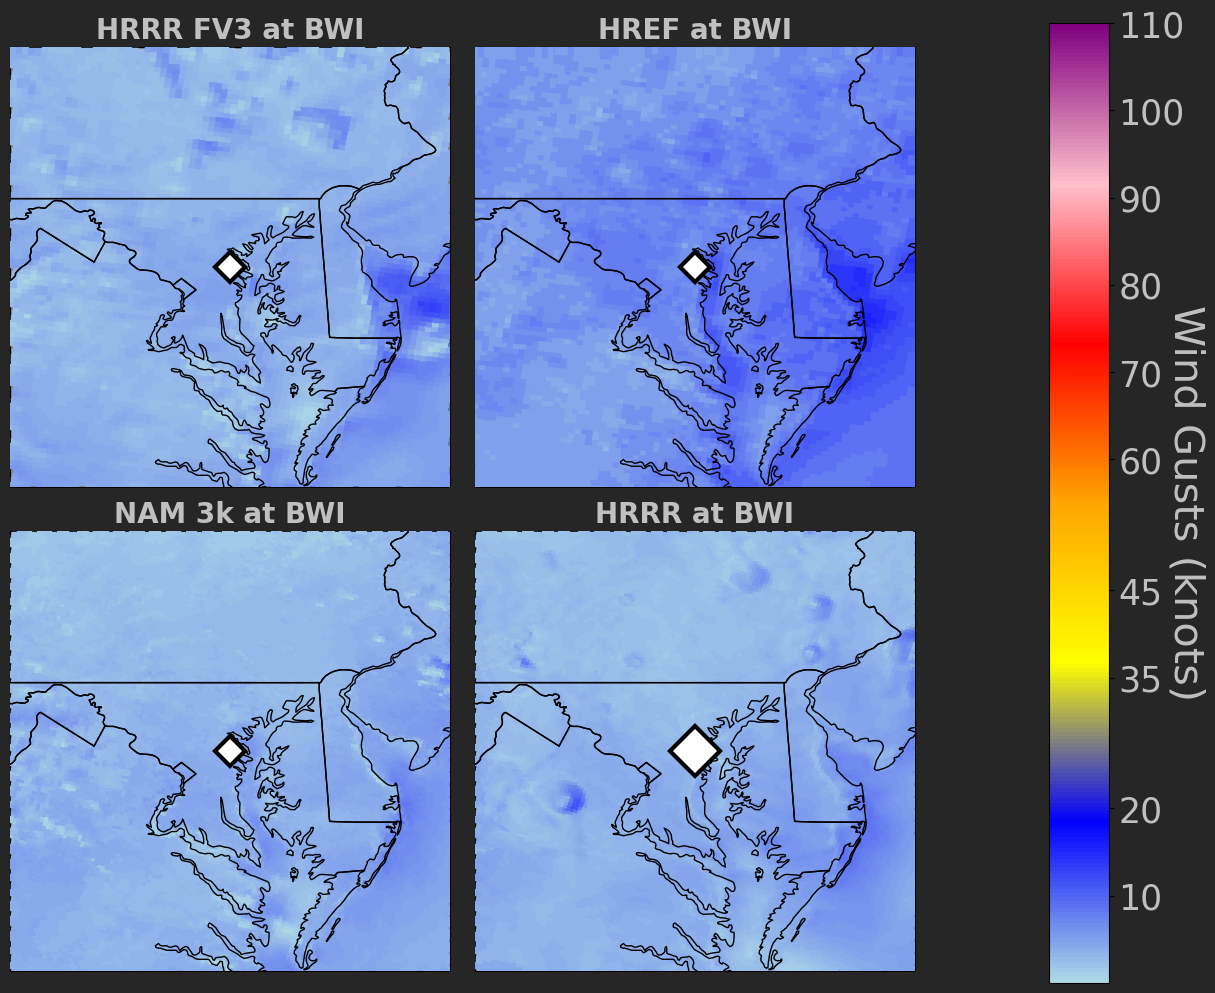 HRRR FV3 at BWI
HREF at BWI
NAM 3k at BWI
HRRR at BWI
110
100
90
80
70
60
45
35
20
10
Wind Gusts (knots)